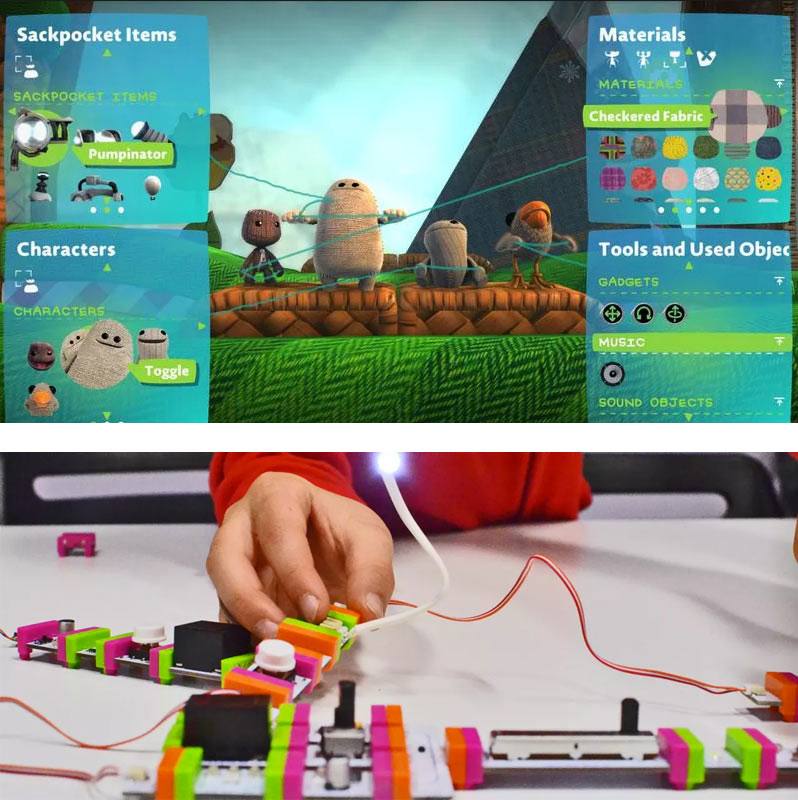 Sackpocket Items
SACKPOCKET ITEMS
Pumpinator
Characters
CHARACTERS
Toggle
Materials
MATERIALS
Checkered Fabric
Tools and Used Objec
GADGETS
MUSIC
SOUND OBJECTS